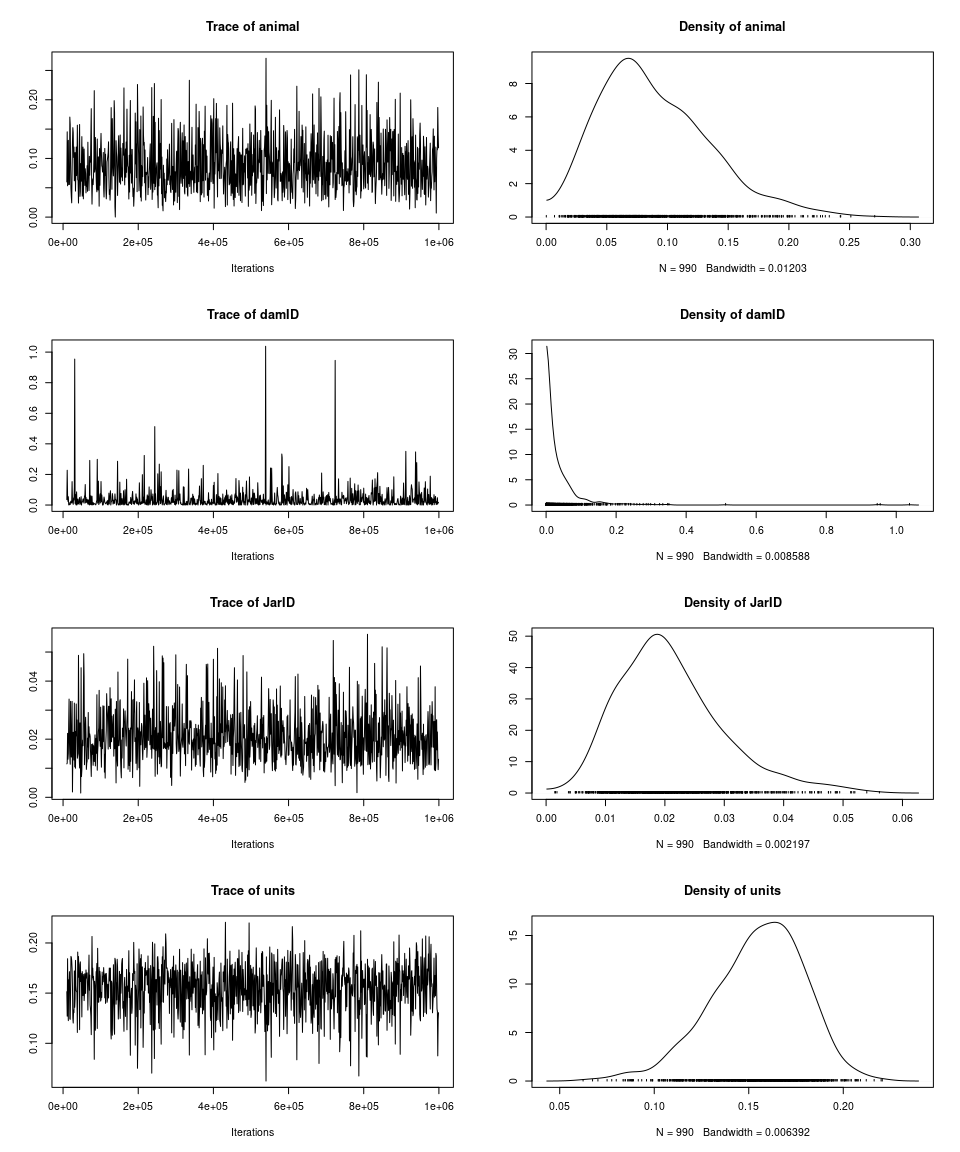 Trace of animal
0.00 0.10 0.20
0e+00 2e+05 4e+05 6e+05 8e+05 1e+06
Iterations
Density of animal
0 2 4 6 8
0.00 0.05 0.10 0.15 0.20 0.25 0.30
N = 990 Bandwidth = 0.01203
Trace of damID
0.0 0.2 0.4 0.6 0.8 1.0
0e+00 2e+05 4e+05 6e+05 8e+05 1e+06
Iterations
Density of damID
0 5 10 15 20 25 30
0.0 0.2 0.4 0.6 0.8 1.0
N = 990 Bandwidth = 0.008588
Trace of JarID
0.00 0.02 0.04
0e+00 2e+05 4e+05 6e+05 8e+05 1e+06
Iterations
Density of JarID
0 10 20 30 40 50
0.00 0.01 0.02 0.03 0.04 0.05 0.06
N = 990 Bandwidth = 0.002197
Trace of units
0.10 0.15 0.20
0e+00 2e+05 4e+05 6e+05 8e+05 1e+06
Iterations
Density of units
0 5 10 15
0.05 0.10 0.15 0.20
N = 990 Bandwidth = 0.006392